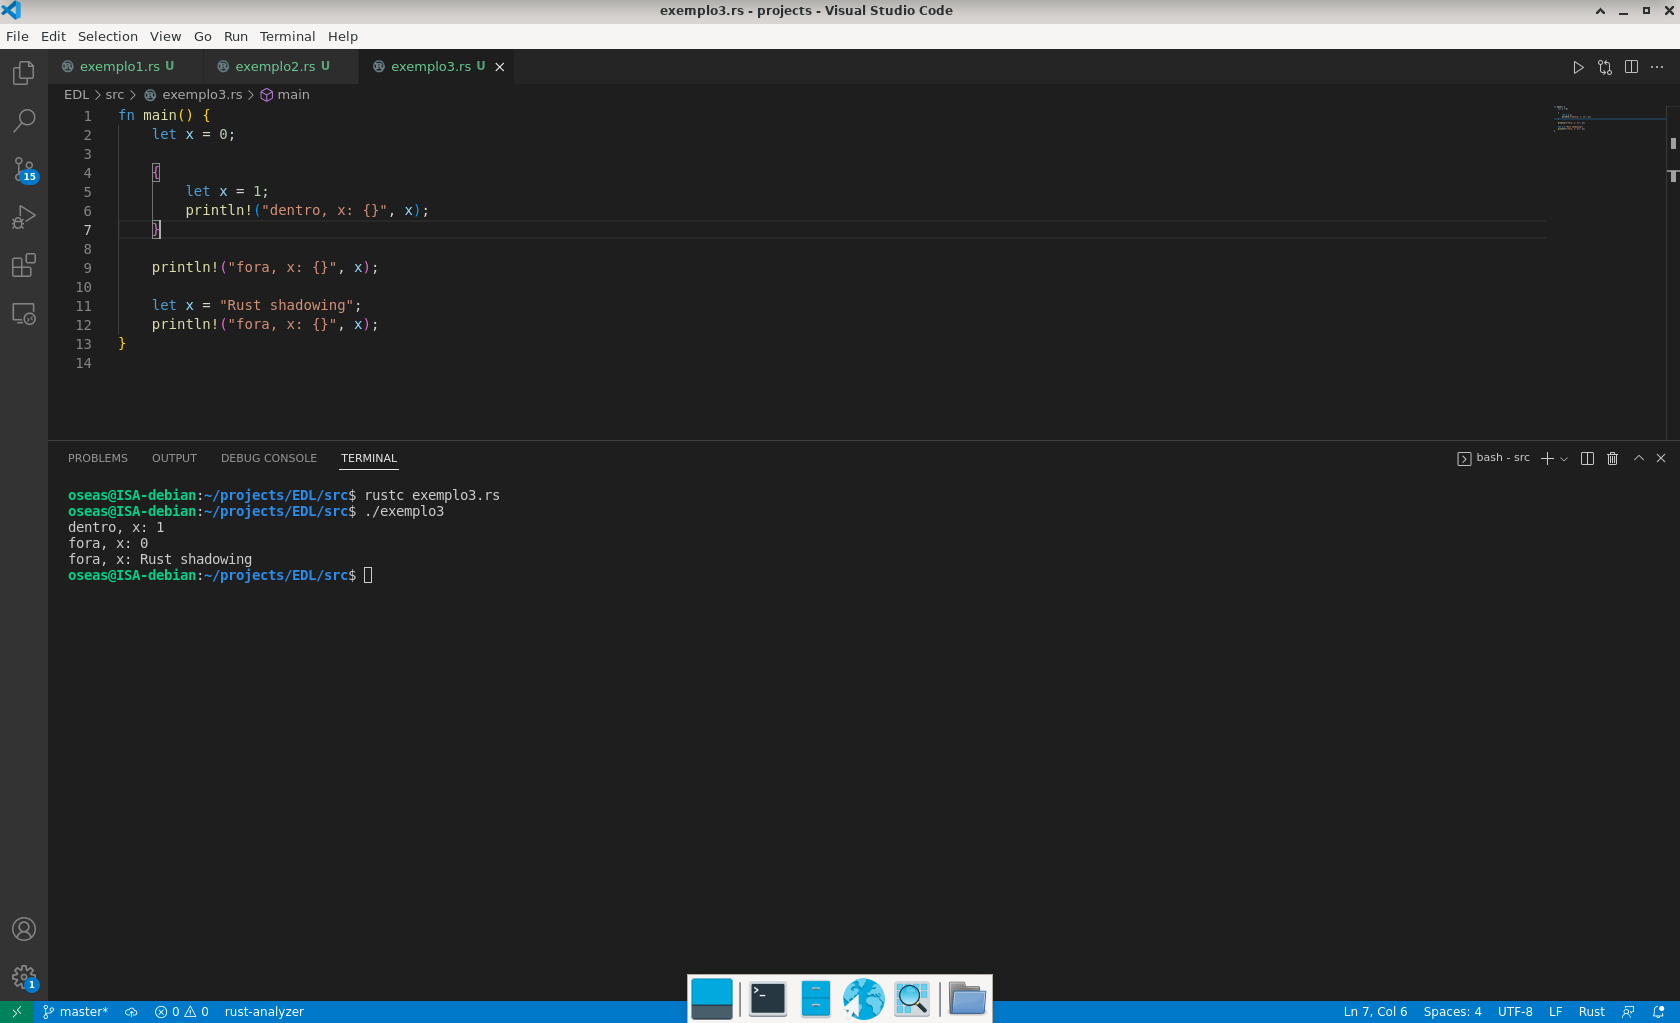 exemplo3.rs - projects - Visual Studio Code
File Edit Selection View Go Run Terminal Help
exemplo1.rs U exemplo2.rs U exemplo3.rs U
EDL > src > exemplo3.rs > main
1 fn main() {
2     let x = 0;
3
4     {
5         let x = 1;
6         println!("dentro, x: {}", x);
7     }
8
9     println!("fora, x: {}", x);
10
11     let x = "Rust shadowing";
12     println!("fora, x: {}", x);
13 }
14
15
PROBLEMS OUTPUT DEBUG CONSOLE TERMINAL bash - src
oseas@ISA-debian:~/projects/EDL/src$ rustc exemplo3.rs
oseas@ISA-debian:~/projects/EDL/src$ ./exemplo3
dentro, x: 1
fora, x: 0
fora, x: Rust shadowing
oseas@ISA-debian:~/projects/EDL/src$
1
master* 0 0 rust-analyzer Ln 7, Col 6 Spaces: 4 UTF-8 LF Rust